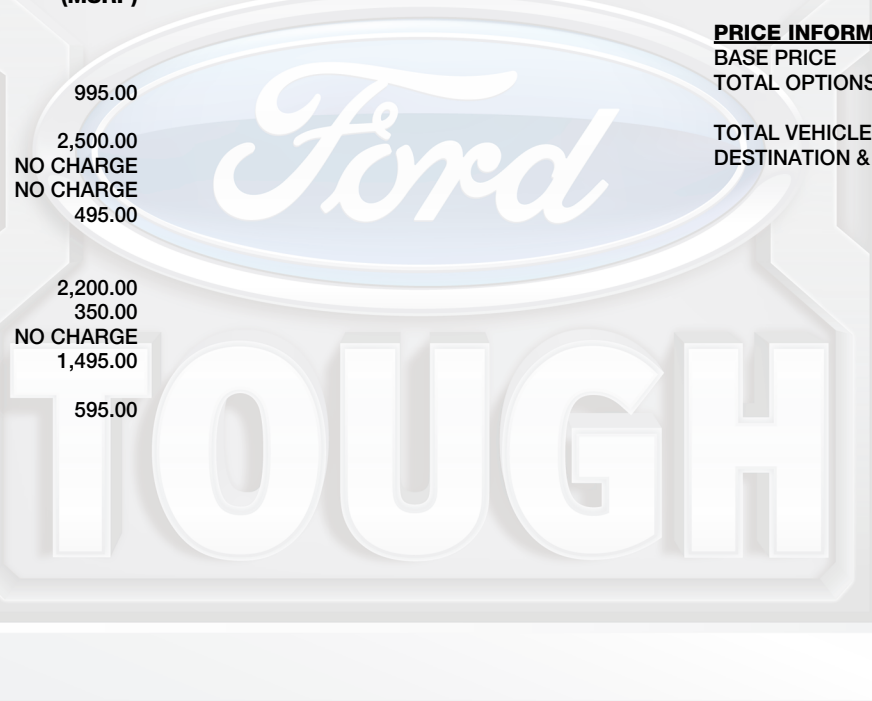 (MSRP)
995.00
2,500.00
NO CHARGE
NO CHARGE
495.00
2,200.00
350.00
NO CHARGE
1,495.00
595.00
PRICE INFORM
BASE PRICE
TOTAL OPTIONS
TOTAL VEHICLE
DESTINATION &
Ford
TOUGH